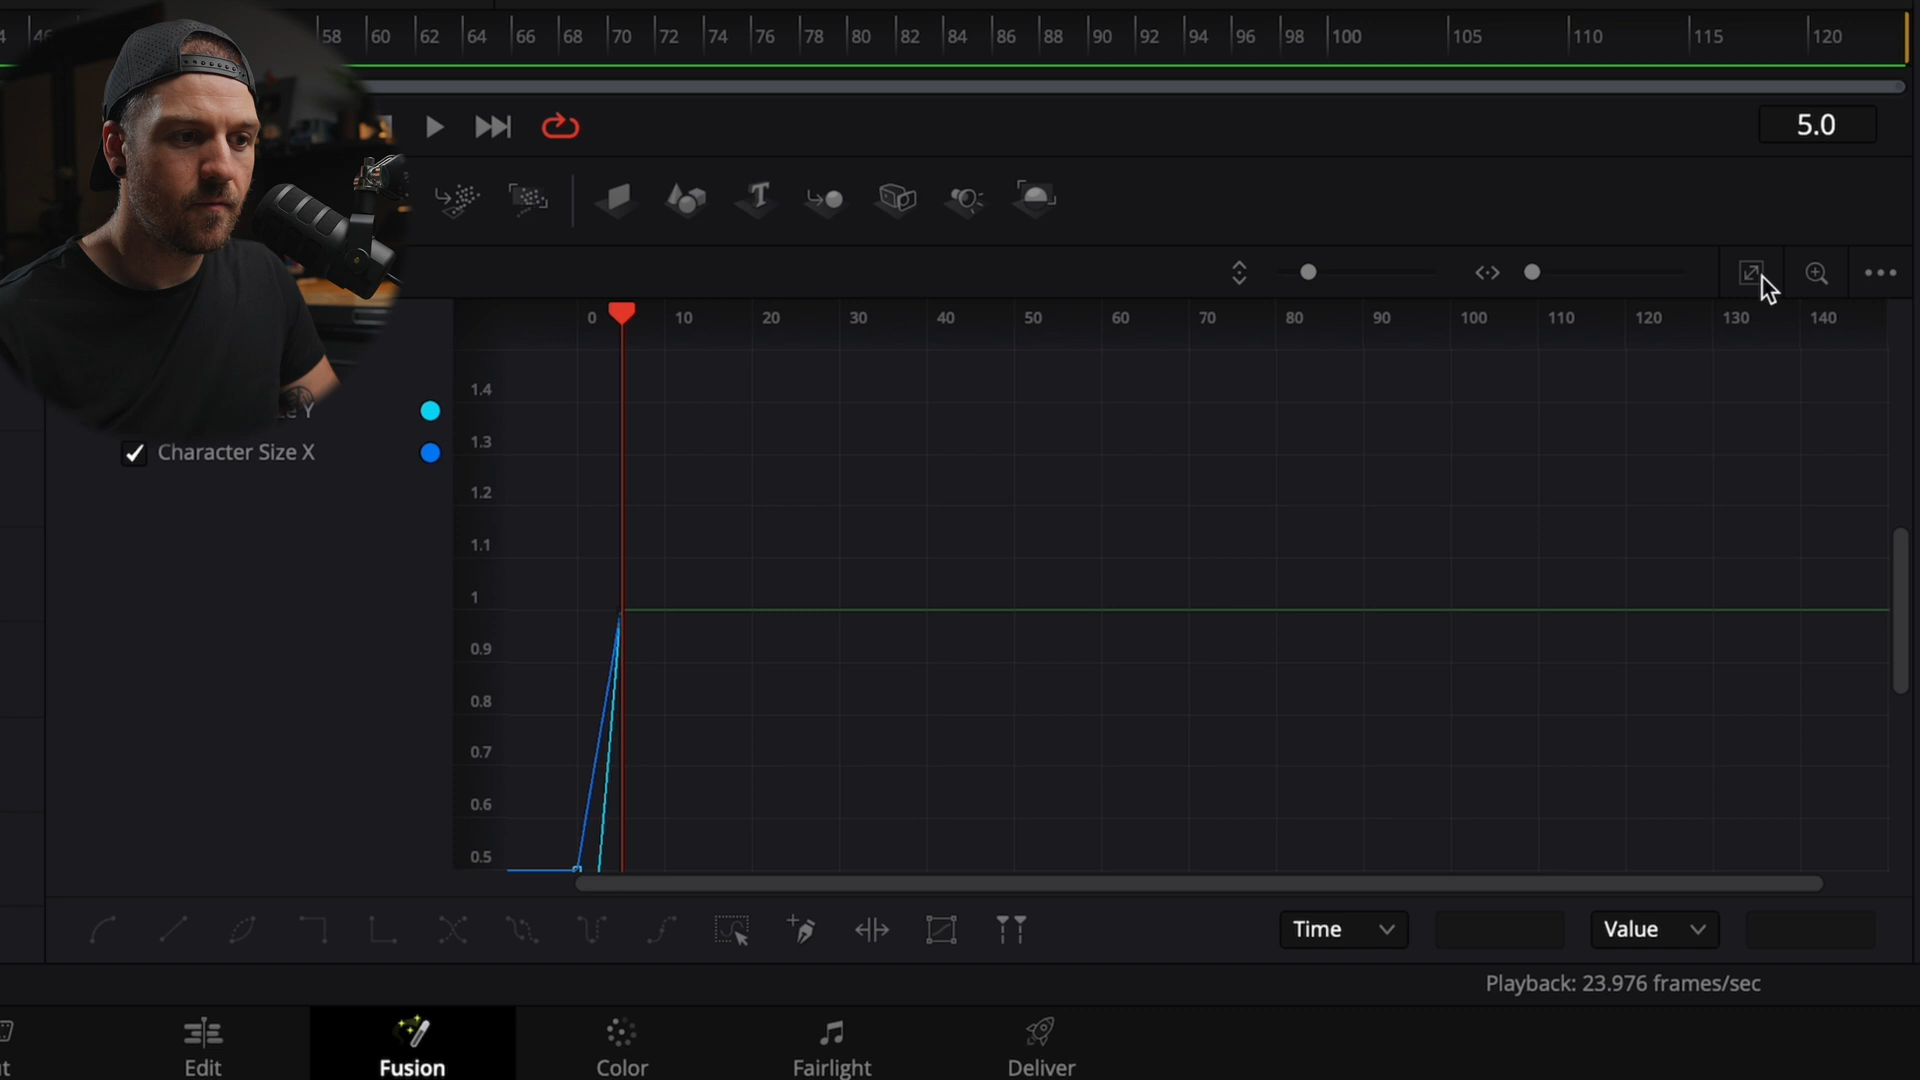 58 60 62 64 66 68 70 72 74 76 78 80 82 84 86 88 90 92 94 96 98 100 105 110 115 120
5.0
0 10 20 30 40 50 60 70 80 90 100 110 120 130 140
1.4
Y
1.3
Character Size X
1.2
1.1
1
0.9
0.8
0.7
0.6
0.5
Time Value
Playback: 23.976 frames/sec
Edit Fusion Color Fairlight Deliver